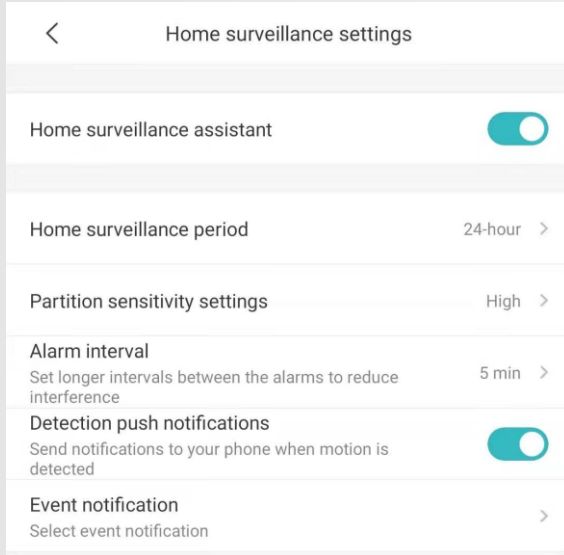 Home surveillance settings
Home surveillance assistant
Home surveillance period
24-hour
Partition sensitivity settings
High
Alarm interval
Set longer intervals between the alarms to reduce
interference
5 min
Detection push notifications
Send notifications to your phone when motion is
detected
Event notification
Select event notification